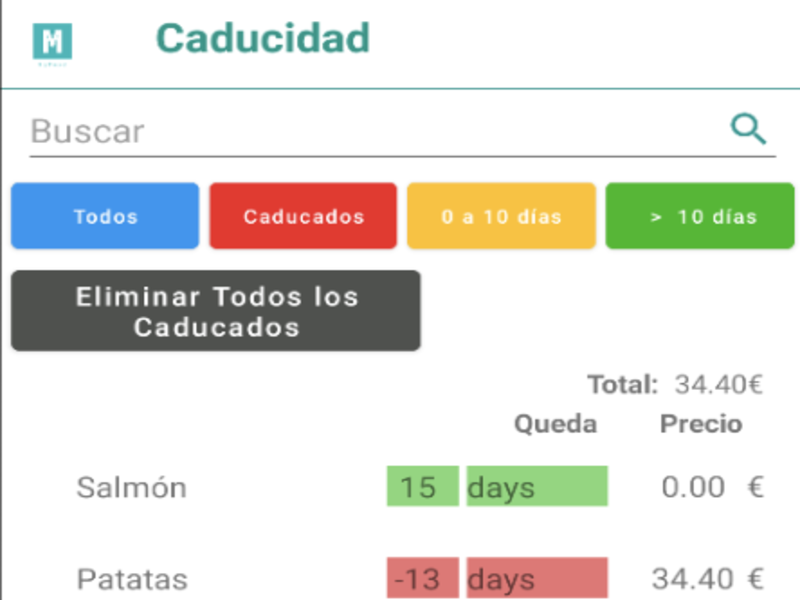 M
Caducidad
Buscar
Todos Caducados 0 a 10 días > 10 días
Eliminar Todos los
Caducados
Total: 34.40€
Queda Precio
Salmón 15 days 0.00 €
Patatas -13 days 34.40 €